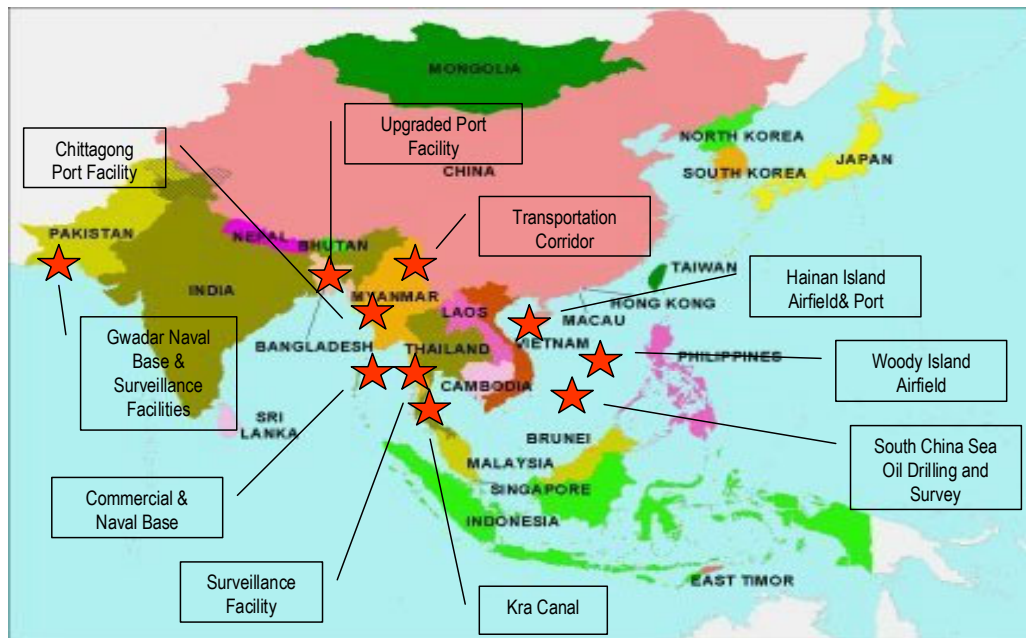 MONGOLIA
Upgraded Port
Facility
Chittagong
Port Facility
NORTH KOREA
JAPAN
CHINA
SOUTH KOREA
Transportation
Corridor
PAKISTAN
NEPAL
BHUTAN
TAIWAN
Hainan Island
Airfield& Port
INDIA
MYANMAR
HONG KONG
LAOS
MACAU
Gwadar Naval
Base &
Surveillance
Facilities
BANGLADESH
THAILAND
VIETNAM
PHILIPPINES
Woody Island
Airfield
CAMBODIA
SRI
LANKA
BRUNEI
South China Sea
Oil Drilling and
Survey
MALAYSIA
SINGAPORE
Commercial &
Naval Base
INDONESIA
Surveillance
Facility
Kra Canal
EAST TIMOR